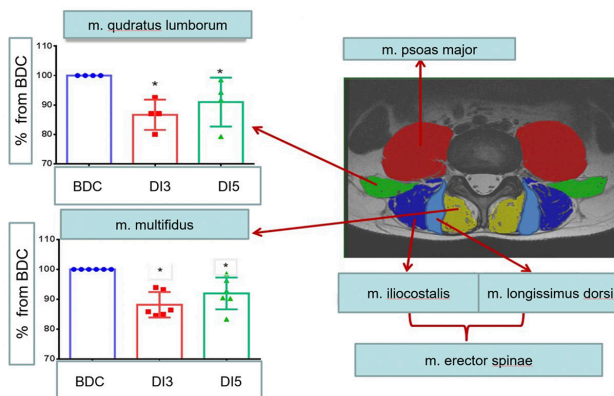 m. qudratus lumborum
% from BDC
110
100
90
80
70
*
*
BDC DI3 DI5
m. multifidus
% from BDC
110
100
90
80
70
*
*
BDC DI3 DI5
m. psoas major
m. iliocostalis
m. longissimus dorsi
m. erector spinae